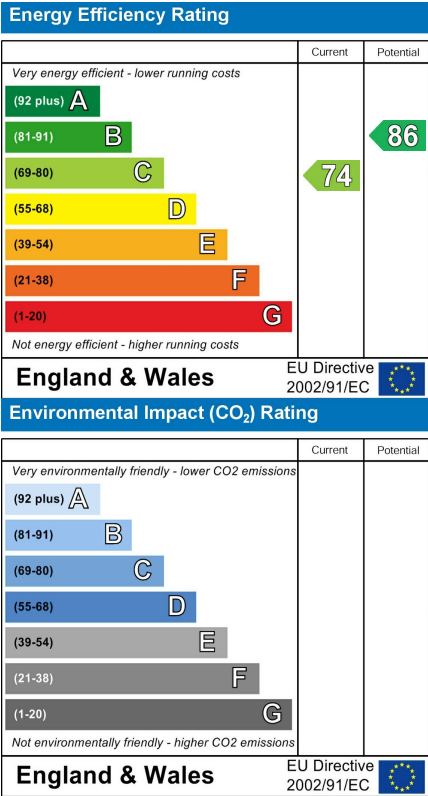 Energy Efficiency Rating
Current Potential
Very energy efficient - lower running costs
(92 plus) A
(81-91) B
86
(69-80) C
74
(55-68) D
(39-54) E
(21-38) F
(1-20) G
Not energy efficient - higher running costs
England & Wales
EU Directive
2002/91/EC
Environmental Impact (CO₂) Rating
Current Potential
Very environmentally friendly - lower CO2 emissions
(92 plus) A
(81-91) B
(69-80) C
(55-68) D
(39-54) E
(21-38) F
(1-20) G
Not environmentally friendly - higher CO2 emissions
England & Wales
EU Directive
2002/91/EC